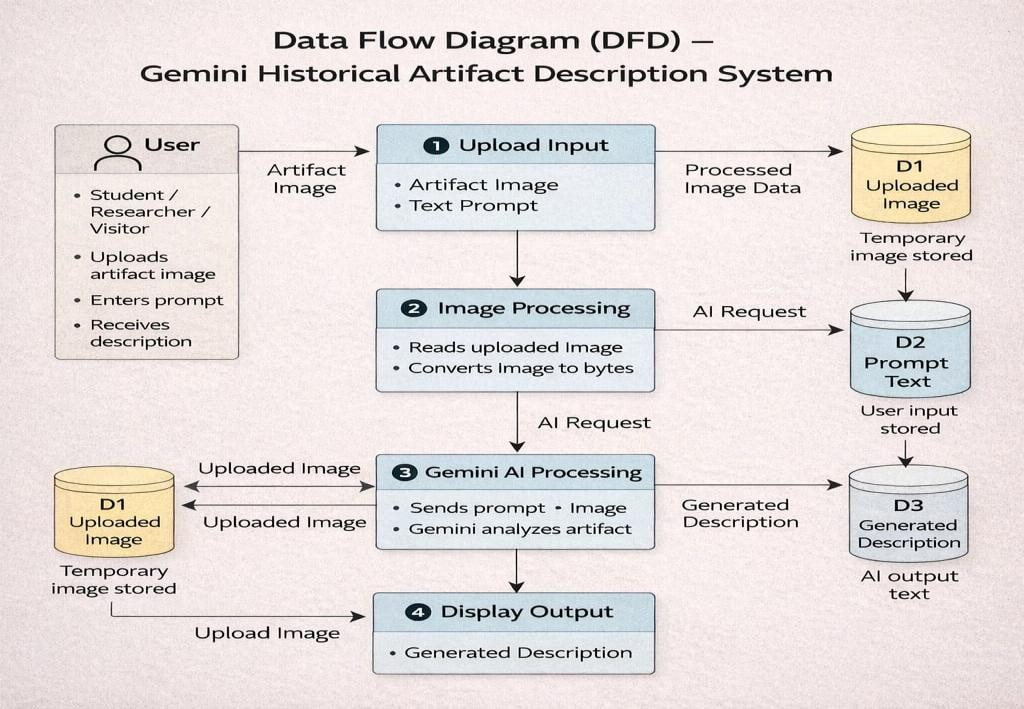 Data Flow Diagram (DFD) —
Gemini Historical Artifact Description System
User
• Student /
Researcher /
Visitor
• Uploads
artifact image
• Enters prompt
• Receives
description
Artifact
Image
1 Upload Input
• Artifact Image
• Text Prompt
Processed
Image Data
D1
Uploaded
Image
Temporary
image stored
2 Image Processing
• Reads uploaded Image
• Converts Image to bytes
AI Request
D2
Prompt
Text
User input
stored
AI Request
D1
Uploaded
Image
Temporary
image stored
Uploaded Image
Uploaded Image
3 Gemini AI Processing
• Sends prompt • Image
• Gemini analyzes artifact
Generated
Description
D3
Generated
Description
AI output
text
Upload Image
4 Display Output
• Generated Description